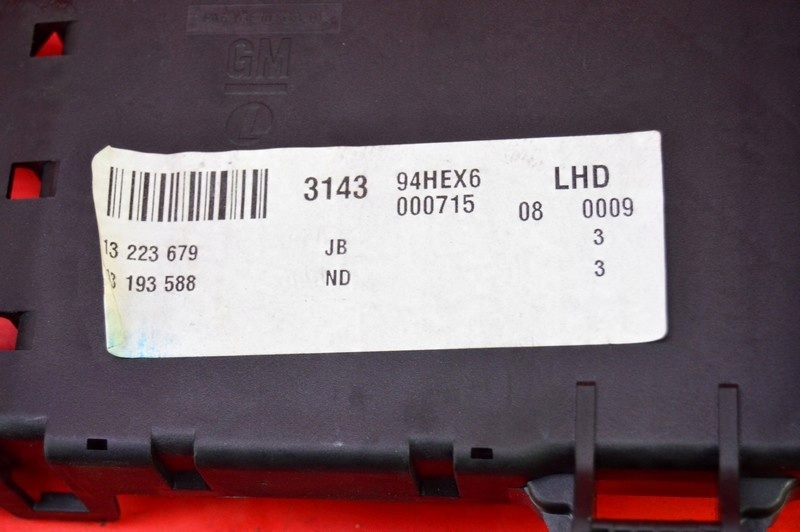 GM
3143 94HEX6 LHD
000715 08 0009
13 223 679 JB 3
193 588 ND 3